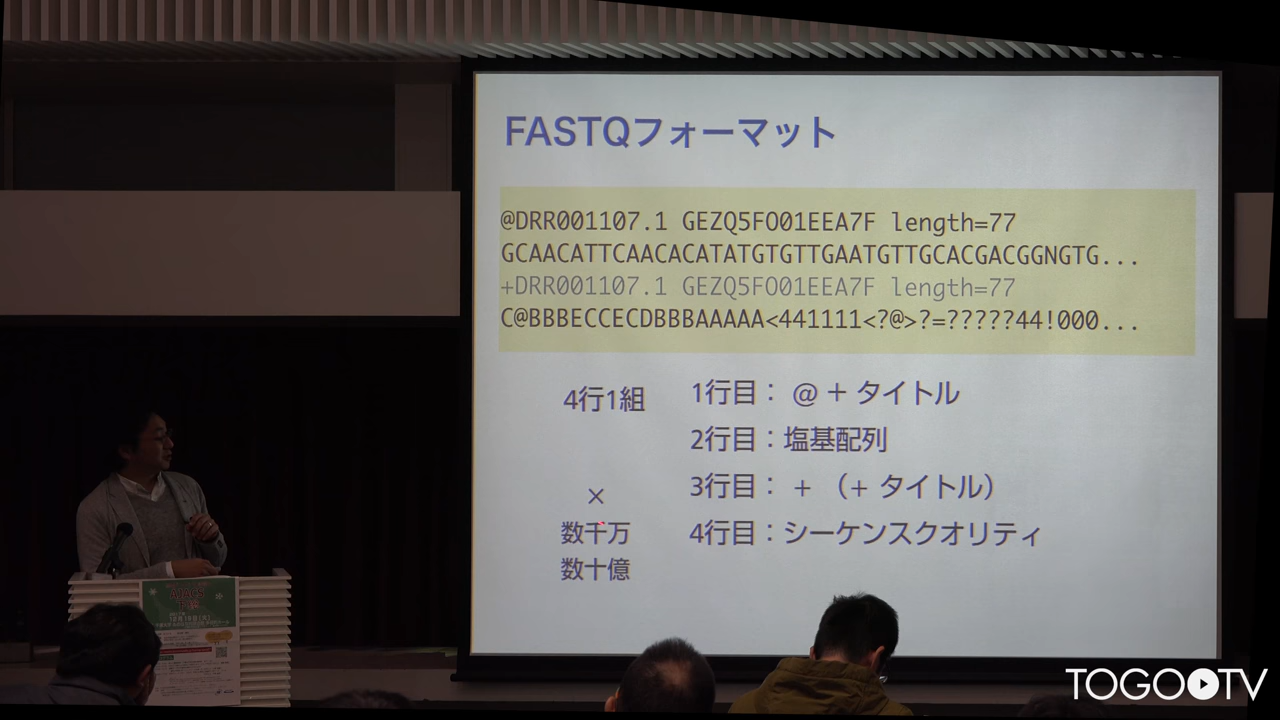 FASTQフォーマット
@DRR001107.1 GEZQ5FO01EEA7F length=77
GCAACATTCAACACATATGTGTTGAATGTTGCACGACGGNGTG...
+DRR001107.1 GEZQ5FO01EEA7F length=77
C@BBBECCECDBBBAAAAA<441111<?@>?=?????44!000...
4行1組
×
数千万
数十億
1行目： @ + タイトル
2行目：塩基配列
3行目： + （+ タイトル）
4行目：シーケンスクオリティ
AJACS
TOGO TV